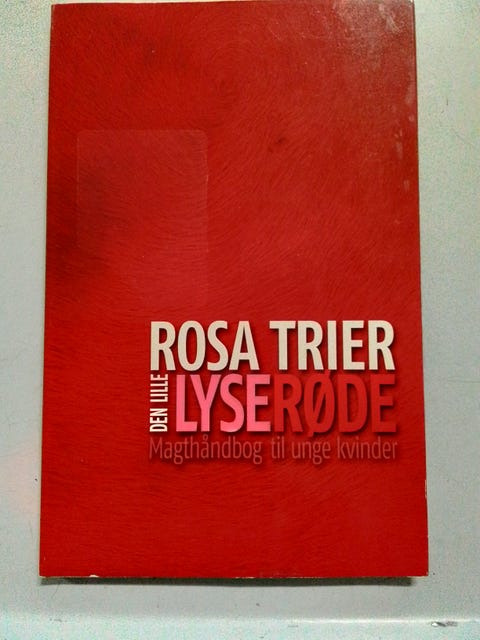 ROSA TRIER
DEN LILLE
LYSERØDE
Magthåndbog til unge kvinder